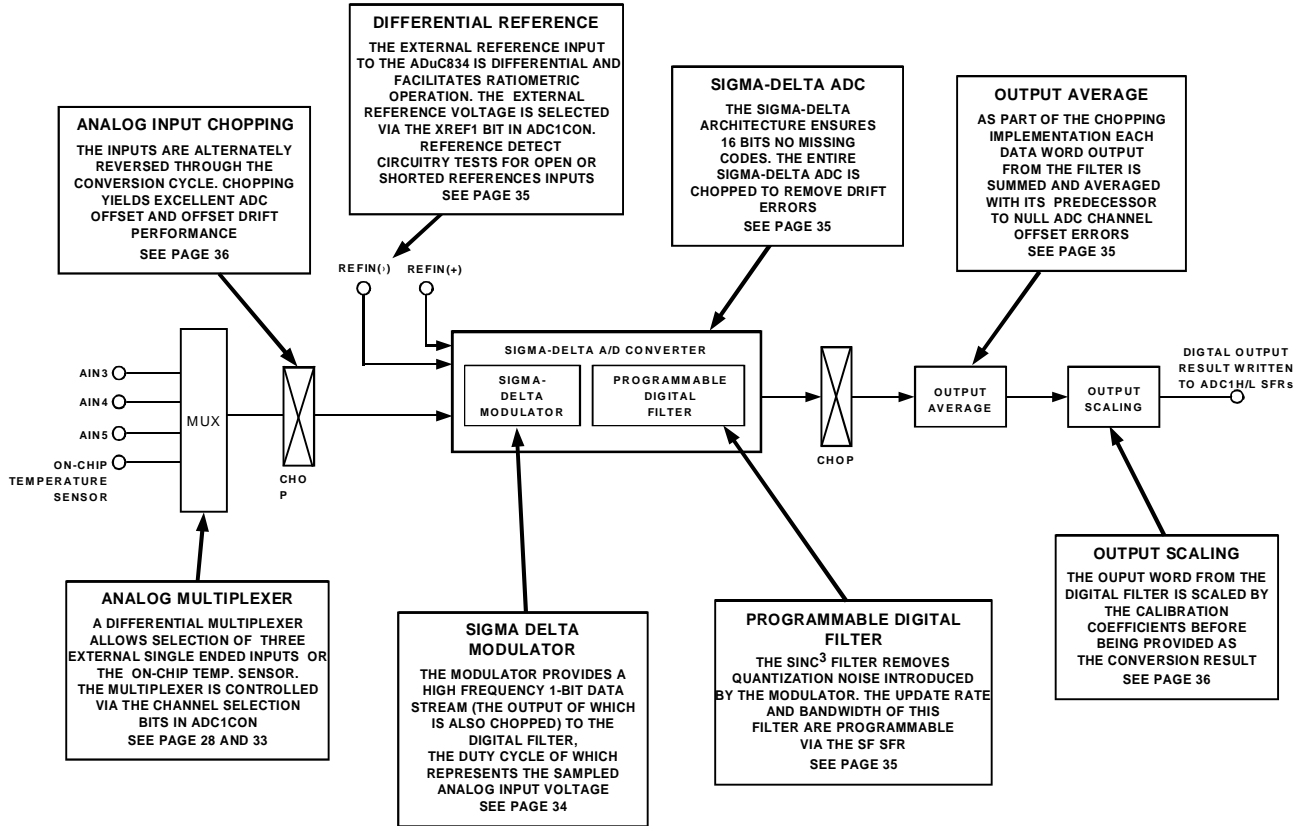 DIFFERENTIAL REFERENCE
THE EXTERNAL REFERENCE INPUT
TO THE ADuC834 IS DIFFERENTIAL AND
FACILITATES RATIOMETRIC
OPERATION. THE EXTERNAL
REFERENCE VOLTAGE IS SELECTED
VIA THE XREF1 BIT IN ADC1CON.
REFERENCE DETECT
CIRCUITRY TESTS FOR OPEN OR
SHORTED REFERENCES INPUTS
SEE PAGE 35
SIGMA-DELTA ADC
THE SIGMA-DELTA
ARCHITECTURE ENSURES
16 BITS NO MISSING
CODES. THE ENTIRE
SIGMA-DELTA ADC IS
CHOPPED TO REMOVE DRIFT
ERRORS
SEE PAGE 35
OUTPUT AVERAGE
AS PART OF THE CHOPPING
IMPLEMENTATION EACH
DATA WORD OUTPUT
FROM THE FILTER IS
SUMMED AND AVERAGED
WITH ITS PREDECESSOR
TO NULL ADC CHANNEL
OFFSET ERRORS
SEE PAGE 35
ANALOG INPUT CHOPPING
THE INPUTS ARE ALTERNATELY
REVERSED THROUGH THE
CONVERSION CYCLE. CHOPPING
YIELDS EXCELLENT ADC
OFFSET AND OFFSET DRIFT
PERFORMANCE
SEE PAGE 36
REFIN(-) REFIN(+)
AIN3
AIN4
AIN5
ON-CHIP
TEMPERATURE
SENSOR
MUX
CHO
P
SIGMA-DELTA A/D CONVERTER
SIGMA-
DELTA
MODULATOR
PROGRAMMABLE
DIGITAL
FILTER
CHOP
OUTPUT
AVERAGE
OUTPUT
SCALING
DIGTAL OUTPUT
RESULT WRITTEN
TO ADC1H/L SFRs
ANALOG MULTIPLEXER
A DIFFERENTIAL MULTIPLEXER
ALLOWS SELECTION OF THREE
EXTERNAL SINGLE ENDED INPUTS OR
THE ON-CHIP TEMP. SENSOR.
THE MULTIPLEXER IS CONTROLLED
VIA THE CHANNEL SELECTION
BITS IN ADC1CON
SEE PAGE 28 AND 33
SIGMA DELTA
MODULATOR
THE MODULATOR PROVIDES A
HIGH FREQUENCY 1-BIT DATA
STREAM (THE OUTPUT OF WHICH
IS ALSO CHOPPED) TO THE
DIGITAL FILTER,
THE DUTY CYCLE OF WHICH
REPRESENTS THE SAMPLED
ANALOG INPUT VOLTAGE
SEE PAGE 34
PROGRAMMABLE DIGITAL
FILTER
THE SINC³ FILTER REMOVES
QUANTIZATION NOISE INTRODUCED
BY THE MODULATOR. THE UPDATE RATE
AND BANDWIDTH OF THIS
FILTER ARE PROGRAMMABLE
VIA THE SF SFR
SEE PAGE 35
OUTPUT SCALING
THE OUPUT WORD FROM THE
DIGITAL FILTER IS SCALED BY
THE CALIBRATION
COEFFICIENTS BEFORE
BEING PROVIDED AS
THE CONVERSION RESULT
SEE PAGE 36